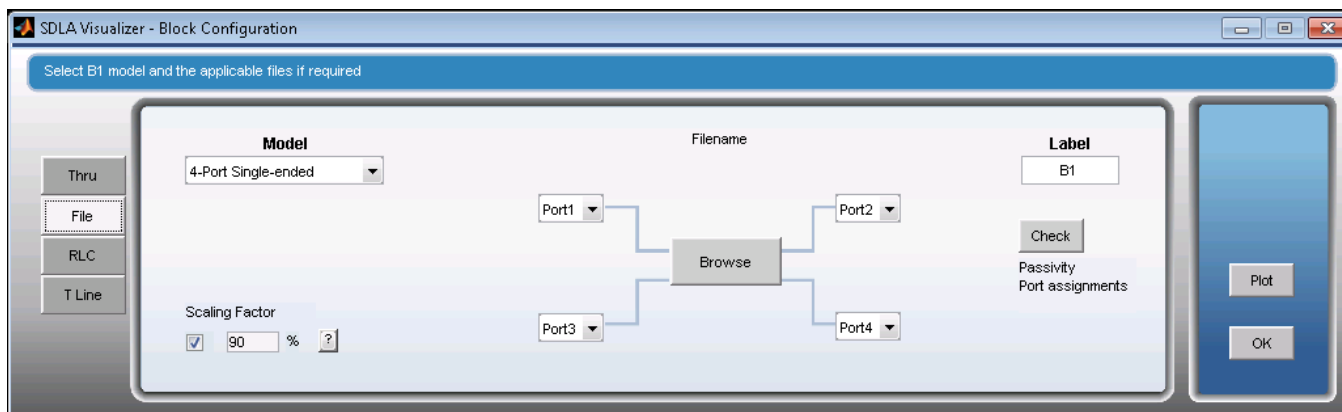 SDLA Visualizer - Block Configuration
Select B1 model and the applicable files if required
Thru
File
RLC
T Line
Model
4-Port Single-ended
Scaling Factor
90 % ?
Filename
Port1
Port2
Browse
Port3
Port4
Label
B1
Check
Passivity
Port assignments
Plot
OK